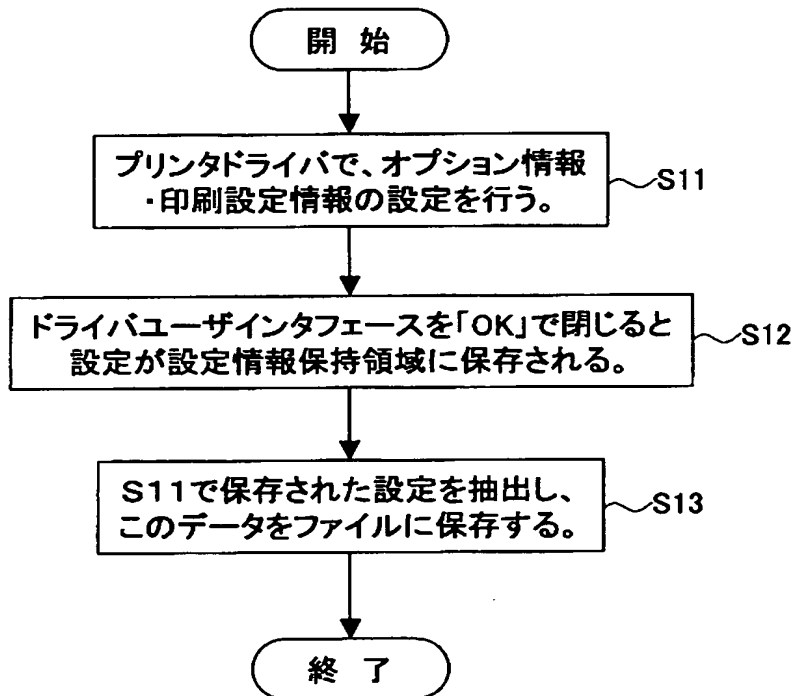 開 始
プリンタドライバで、オプション情報
・印刷設定情報の設定を行う。
S11
ドライバユーザインタフェースを「OK」で閉じると
設定が設定情報保持領域に保存される。
S12
S11で保存された設定を抽出し、
このデータをファイルに保存する。
S13
終 了